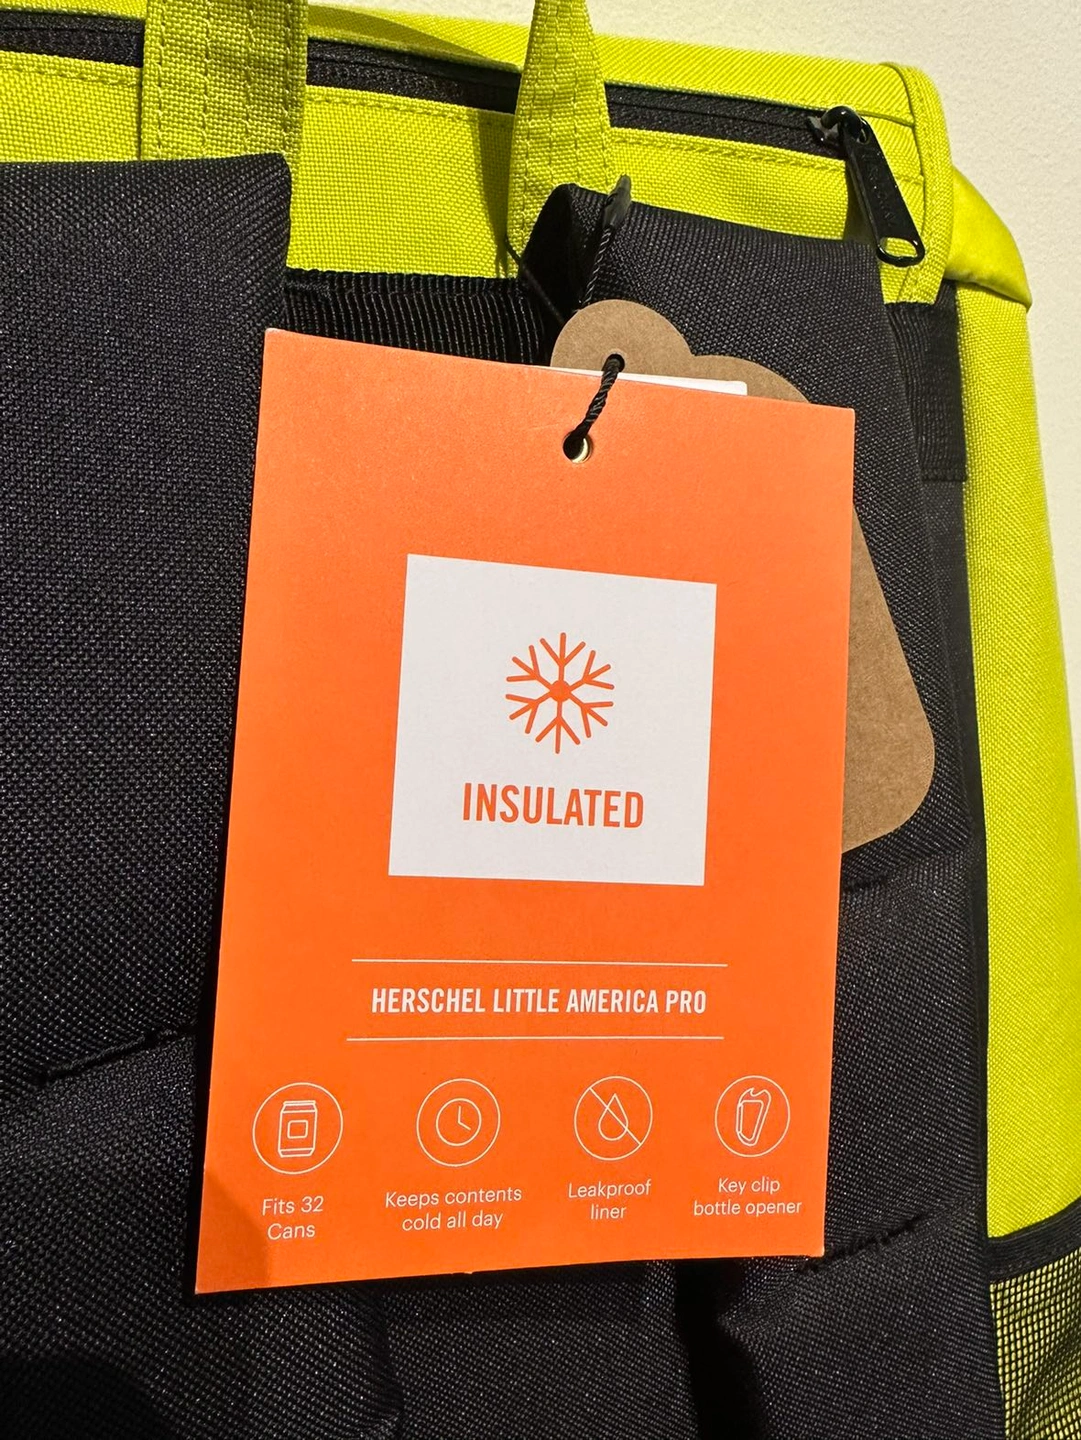 INSULATED
HERSCHEL LITTLE AMERICA PRO
Fits 32
Cans
Keeps contents
cold all day
Leakproof
liner
Key clip
bottle opener